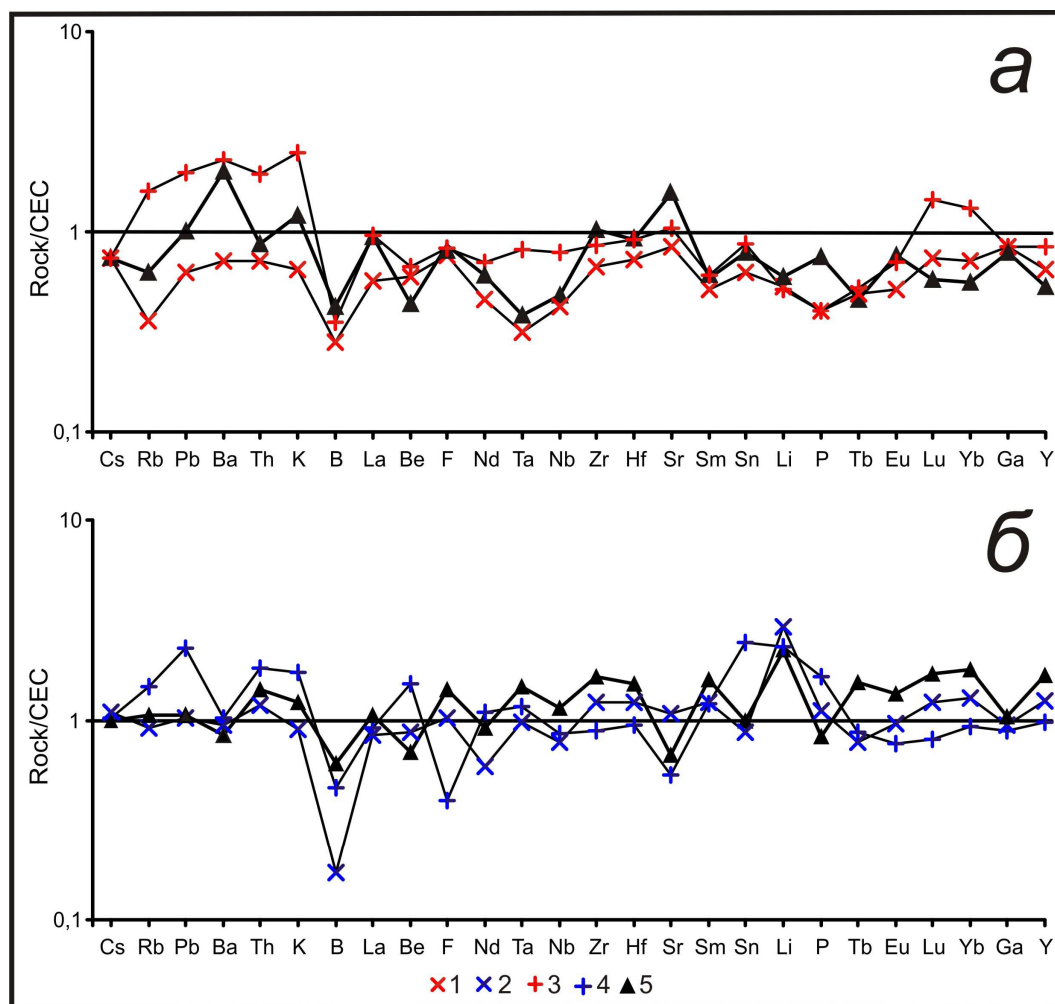 10
а
Rock/CEC
1
0,1
Cs Rb Pb Ba Th K B La Be F Nd Ta Nb Zr Hf Sr Sm Sn Li P Tb Eu Lu Yb Ga Y
10
б
Rock/CEC
1
0,1
Cs Rb Pb Ba Th K B La Be F Nd Ta Nb Zr Hf Sr Sm Sn Li P Tb Eu Lu Yb Ga Y
1 2 3 4 5